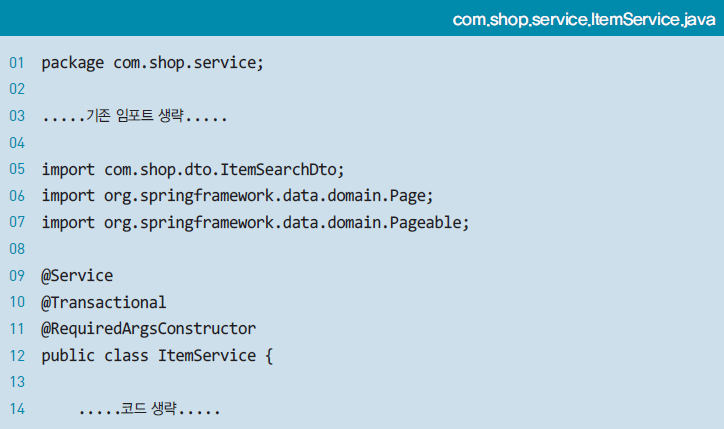 com.shop.service.ItemService.java
01 package com.shop.service;
02
03 .....기존 임포트 생략.....
04
05 import com.shop.dto.ItemSearchDto;
06 import org.springframework.data.domain.Page;
07 import org.springframework.data.domain.Pageable;
08
09 @Service
10 @Transactional
11 @RequiredArgsConstructor
12 public class ItemService {
13
14     .....코드 생략.....